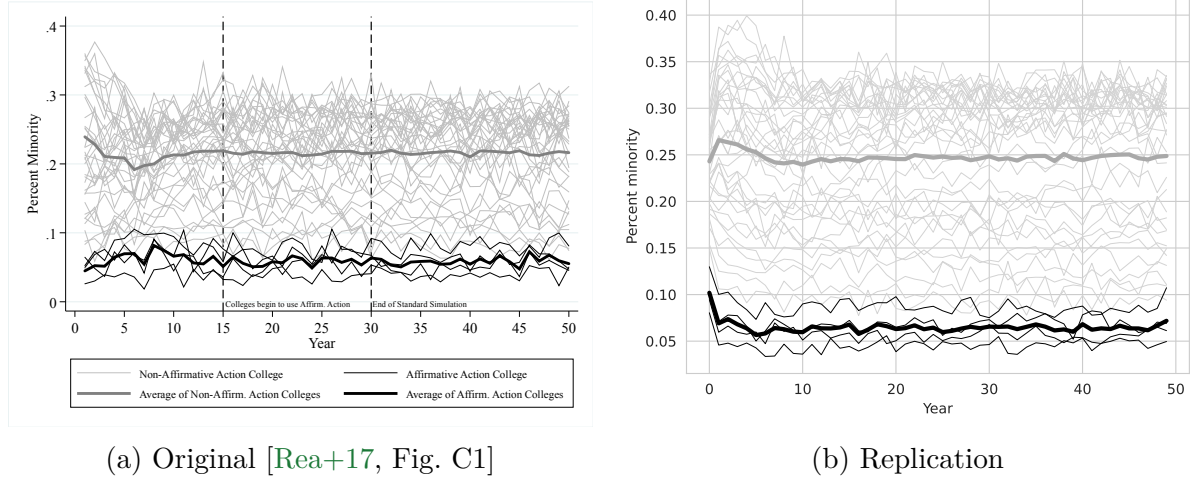 .4
.3
.2
.1
0
Percent Minority
Colleges begin to use Affirm. Action
End of Standard Simulation
0 5 10 15 20 25 30 35 40 45 50
Year
Non-Affirmative Action College
Affirmative Action College
Average of Non-Affirm. Action Colleges
Average of Affirm. Action Colleges
(a) Original [Rea+17, Fig. C1]
0.40
0.35
0.30
0.25
0.20
0.15
0.10
0.05
Percent minority
0 10 20 30 40 50
Year
(b) Replication